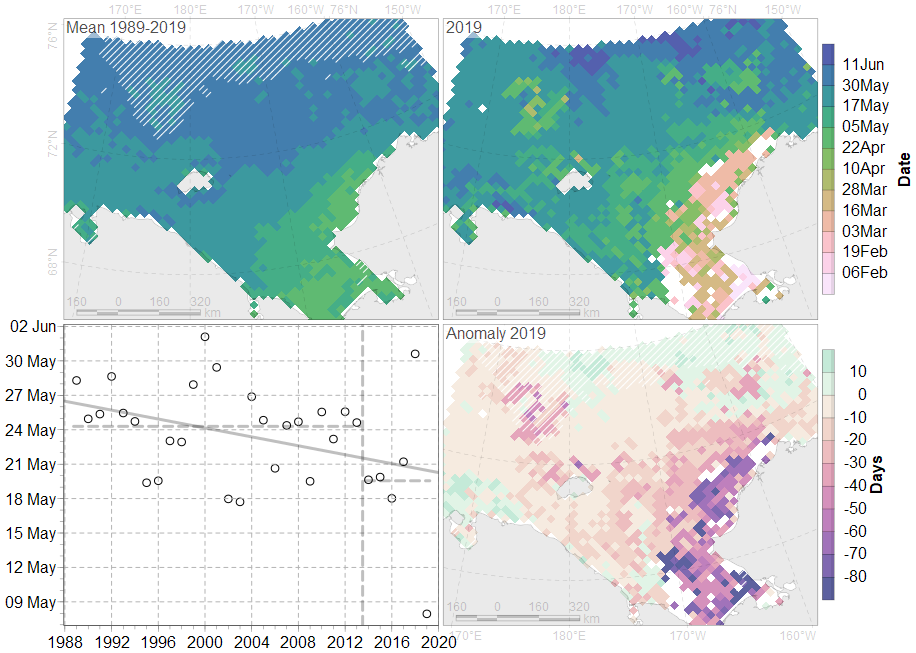 170°E 180°E 170°W 160°W 76°N 150°W
170°E 180°E 170°W 160°W 76°N 150°W
Mean 1989-2019
2019
76°N
72°N
68°N
11Jun
30May
17May
05May
22Apr
10Apr
28Mar
16Mar
03Mar
19Feb
06Feb
Date
160 0 160 320 km
160 0 160 320 km
02 Jun
30 May
27 May
24 May
21 May
18 May
15 May
12 May
09 May
1988 1992 1996 2000 2004 2008 2012 2016 2020
Anomaly 2019
10
0
-10
-20
-30
-40
-50
-60
-70
-80
Days
160 0 160 320 km
170°E 180°E 170°W 160°W